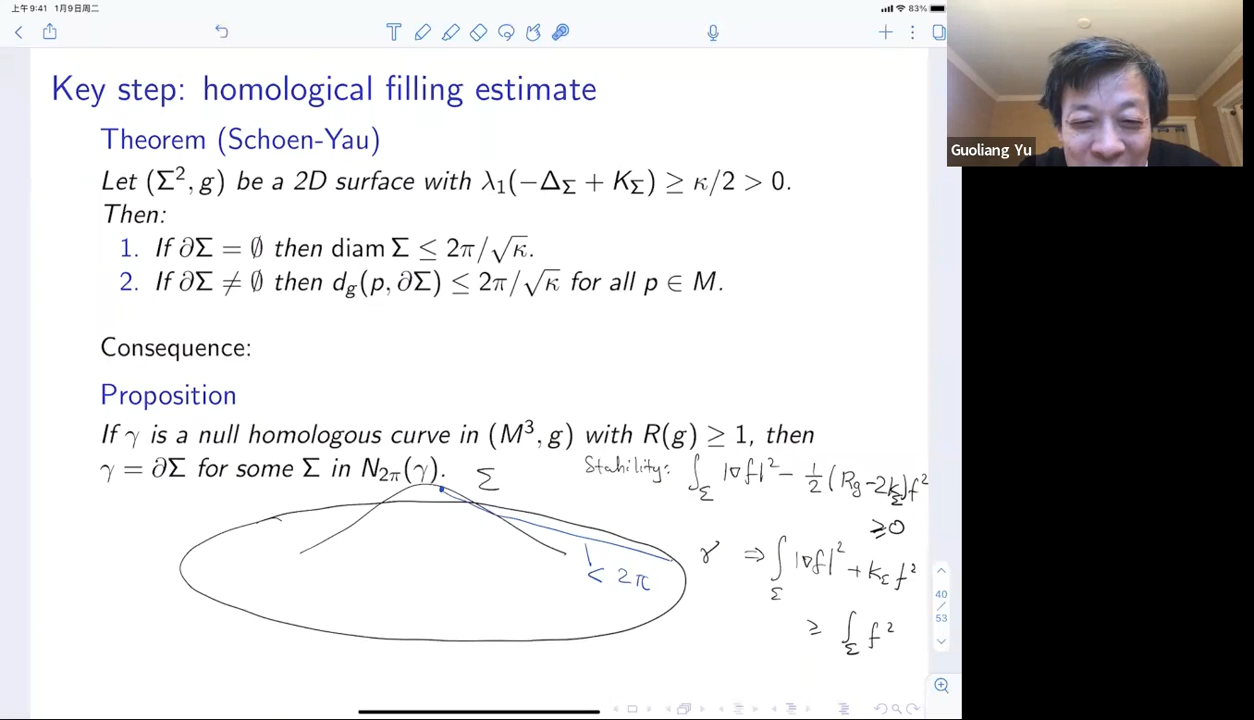 上午9:41 1月9日周二
83%
Key step: homological filling estimate
Guoliang Yu
Theorem (Schoen-Yau)
Let (Σ², g) be a 2D surface with λ₁(−Δ_Σ + K_Σ) ≥ κ/2 > 0.
Then:
1. If ∂Σ = ∅ then diam Σ ≤ 2π/√κ.
2. If ∂Σ ≠ ∅ then d_g(p, ∂Σ) ≤ 2π/√κ for all p ∈ M.
Consequence:
Proposition
If γ is a null homologous curve in (M³, g) with R(g) ≥ 1, then
γ = ∂Σ for some Σ in N_{2π}(γ).
Σ
Stability: ∫_Σ |∇f|² − ½(R_g−2K_Σ)f²
≥0
γ ⇒ ∫_Σ |∇f|² + K_Σ f²
< 2π
≥ ∫_Σ f²
40
/
53